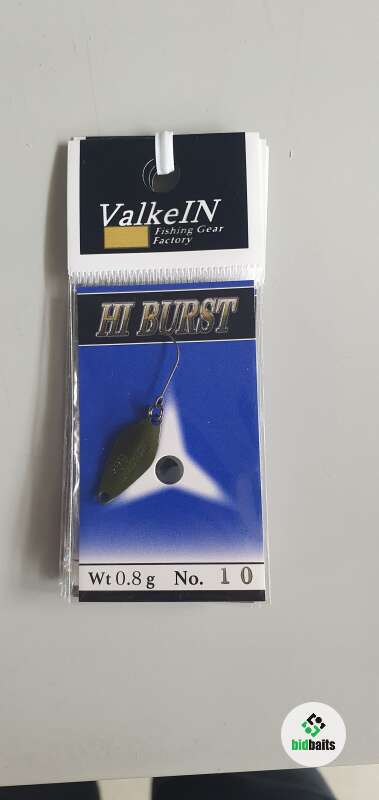 ValkeIN
Fishing Gear
Factory
HI BURST
Wt 0.8 g No. 10
bidbaits